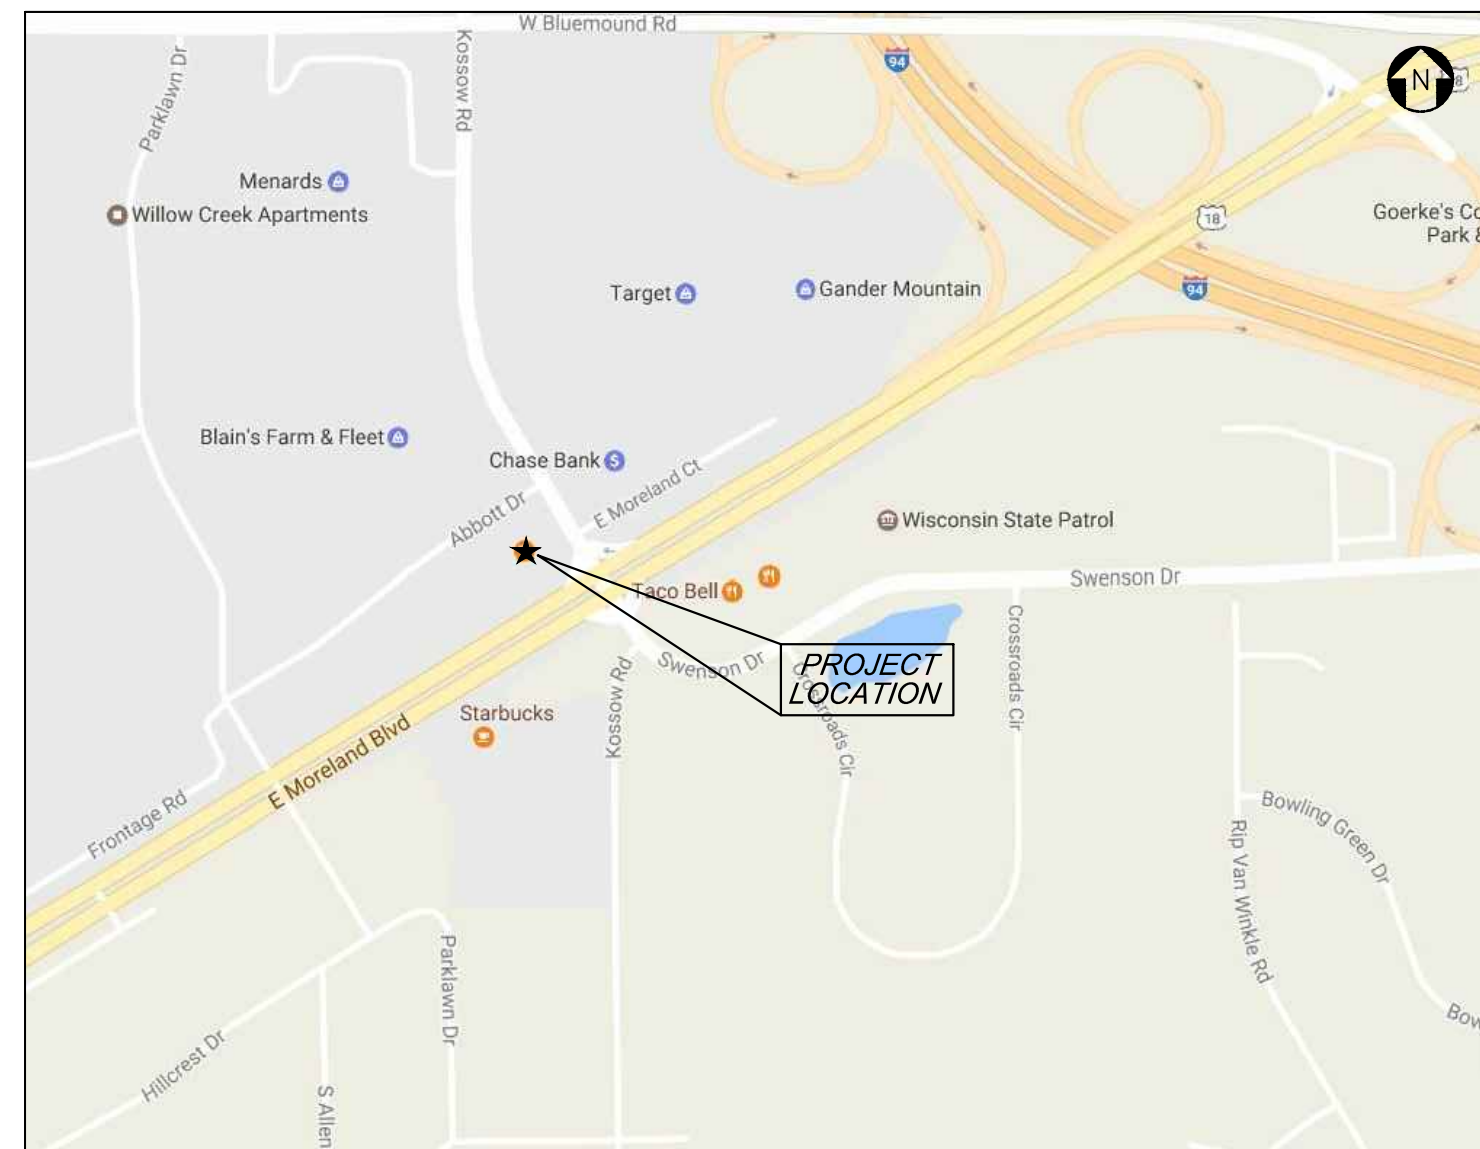 W Bluemound Rd
Kossow Rd
Parklawn Dr
94
N
8
Menards
Willow Creek Apartments
18
Goerke's Co
Park &
Target
Gander Mountain
94
Blain's Farm & Fleet
Chase Bank
E Moreland Ct
Abbott Dr
Wisconsin State Patrol
Taco Bell
Swenson Dr
PROJECT
LOCATION
Swenson Dr
Crossroads Cir
Crossroads Cir
Kossow Rd
Starbucks
E Moreland Blvd
Frontage Rd
Bowling Green Dr
Rip Van Winkle Rd
Parklawn Dr
Hillcrest Dr
S Allen
Bow